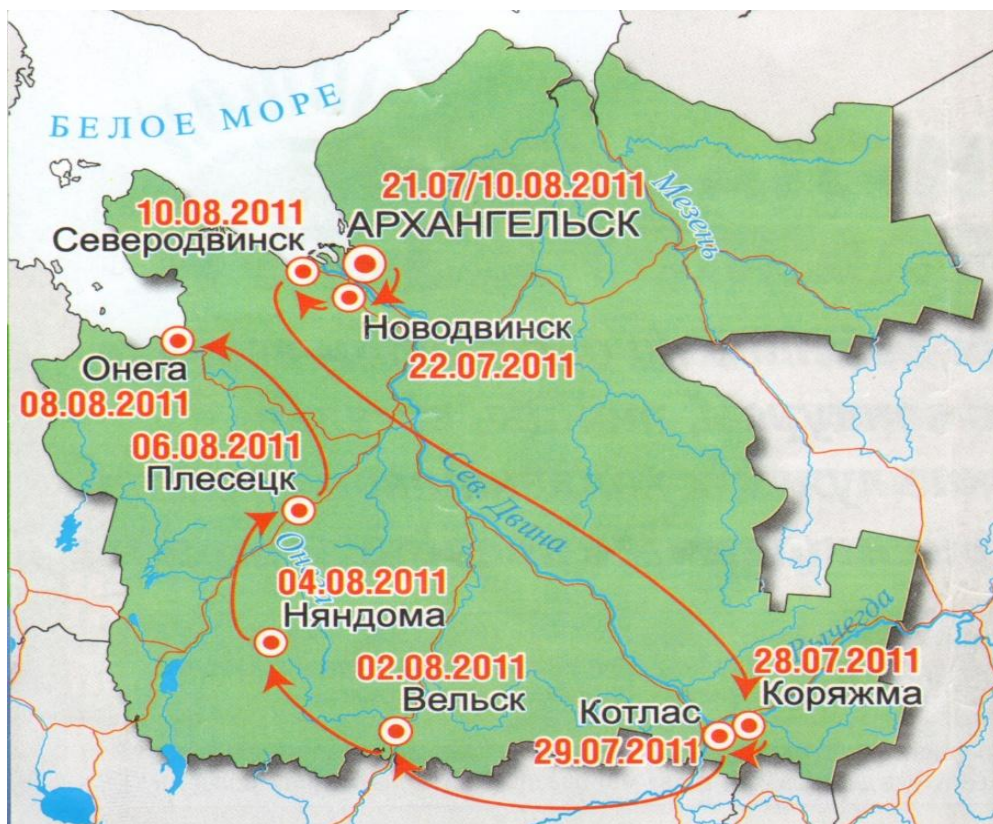 БЕЛОЕ МОРЕ
21.07/10.08.2011
АРХАНГЕЛЬСК
Мезень
10.08.2011
Северодвинск
Новодвинск
22.07.2011
Онега
08.08.2011
06.08.2011
Плесецк
Сев. Двина
Онега
04.08.2011
Няндома
Вычегда
02.08.2011
Вельск
28.07.2011
Коряжма
Котлас
29.07.2011